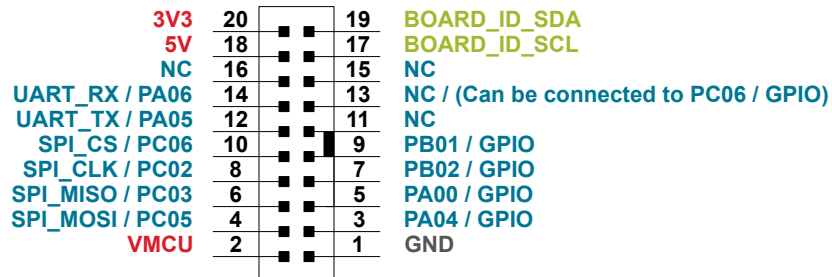 3V3 20 19 BOARD_ID_SDA
5V 18 17 BOARD_ID_SCL
NC 16 15 NC
UART_RX / PA06 14 13 NC / (Can be connected to PC06 / GPIO)
UART_TX / PA05 12 11 NC
SPI_CS / PC06 10 9 PB01 / GPIO
SPI_CLK / PC02 8 7 PB02 / GPIO
SPI_MISO / PC03 6 5 PA00 / GPIO
SPI_MOSI / PC05 4 3 PA04 / GPIO
VMCU 2 1 GND